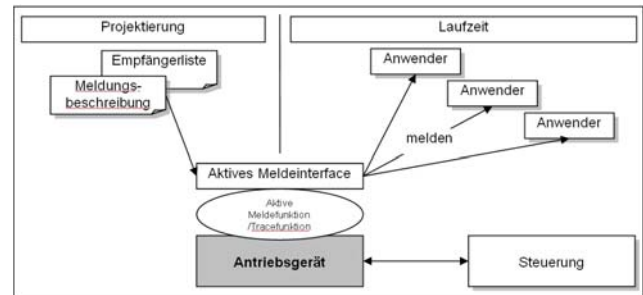 Projektierung
Laufzeit
Empfängerliste
Meldungs-
beschreibung
Anwender
Anwender
Anwender
melden
Aktives Meldeinterface
Aktive
Meldefunktion
/Tracefunktion
Antriebsgerät
Steuerung